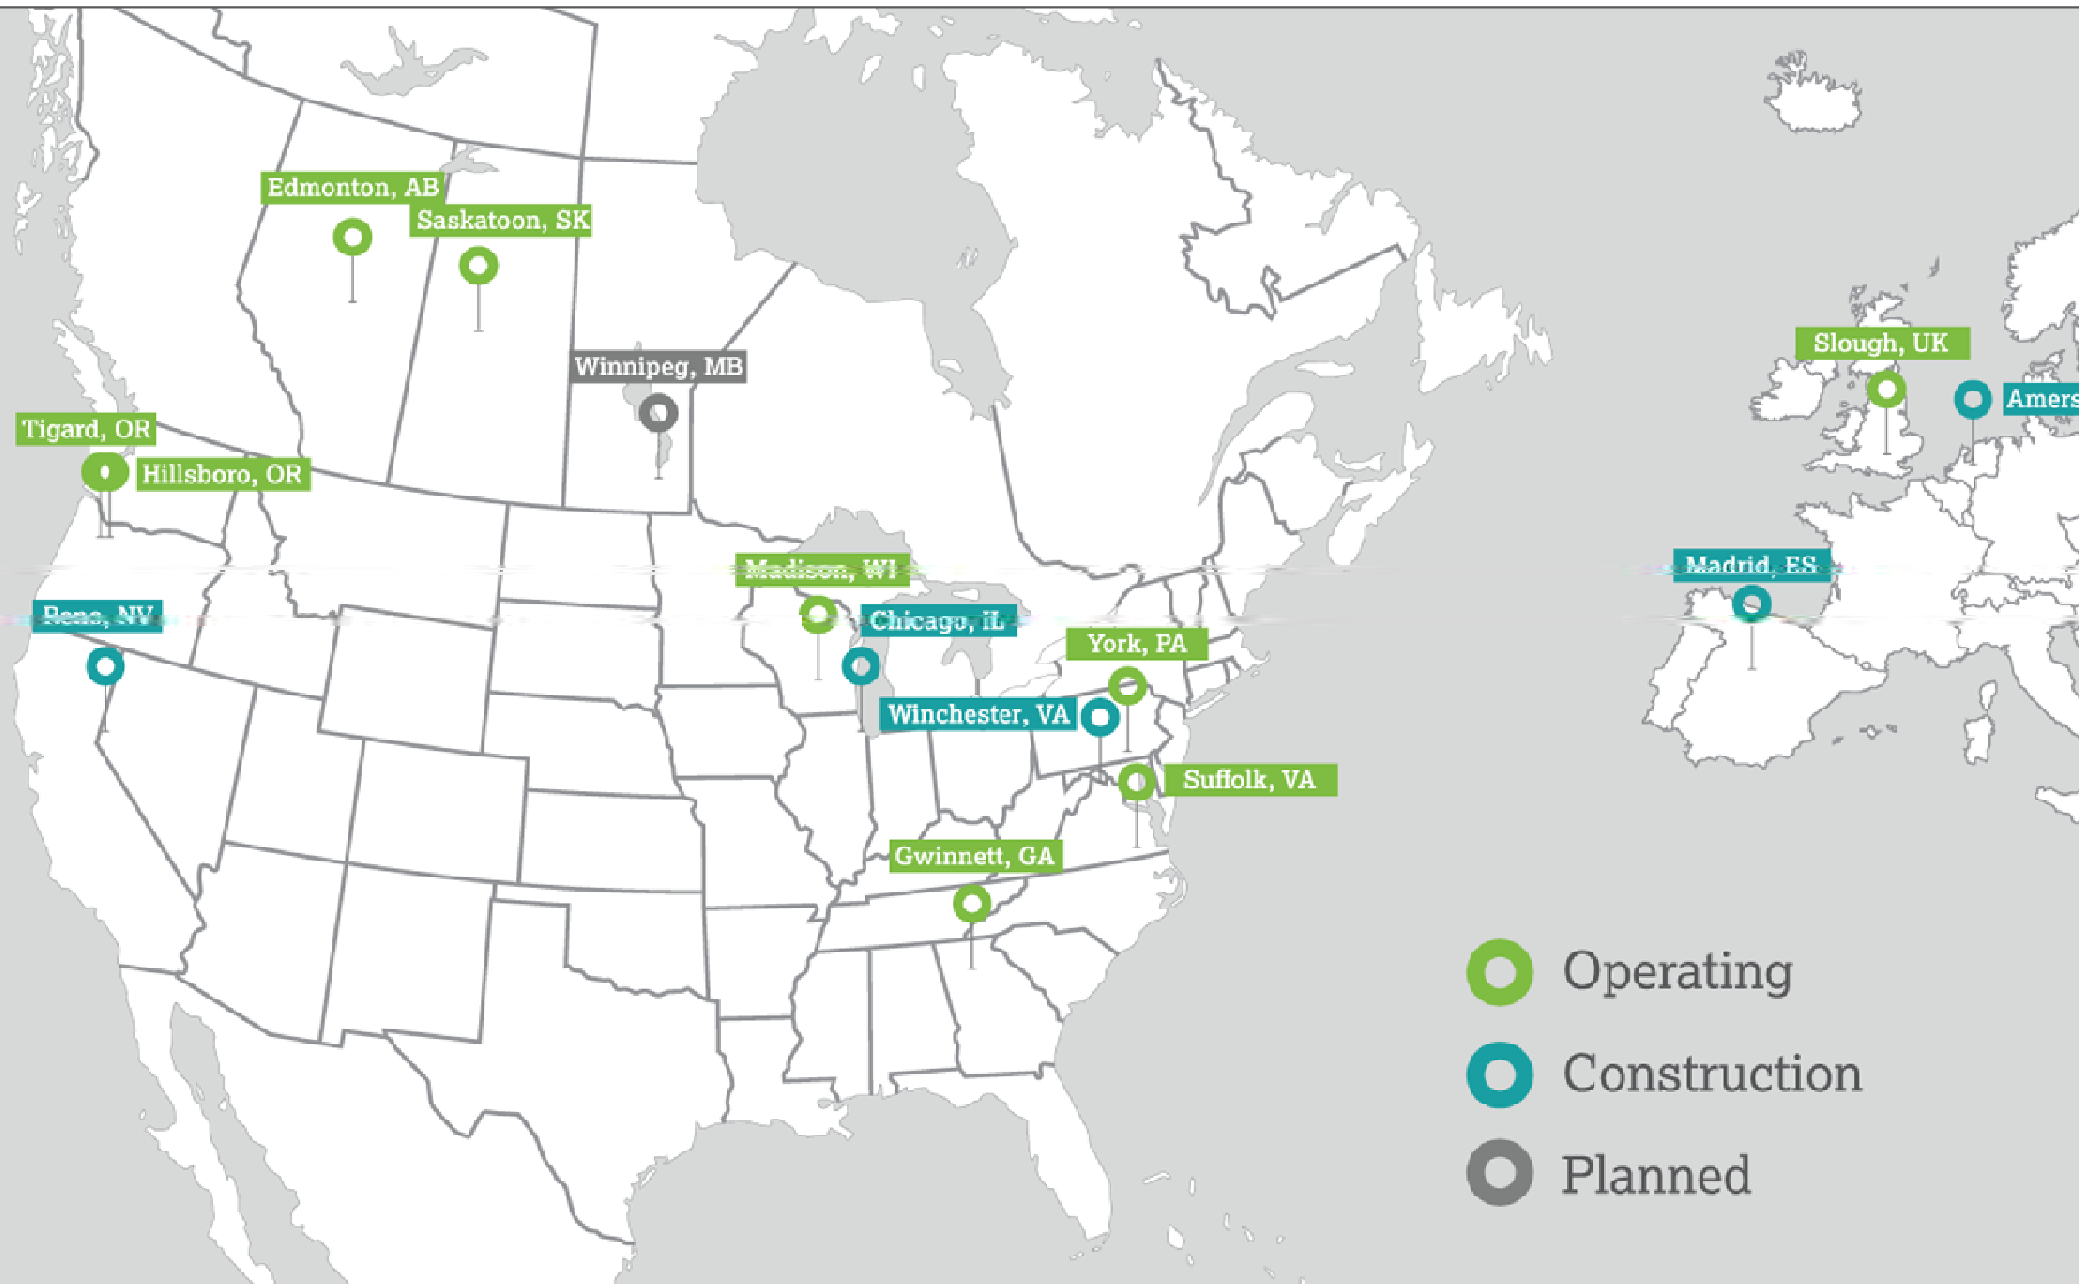 Edmonton, AB
Saskatoon, SK
Winnipeg, MB
Slough, UK
Amers
Tigard, OR
Hillsboro, OR
Madison, WI
Madrid, ES
Reno, NV
Chicago, IL
York, PA
Winchester, VA
Suffolk, VA
Gwinnett, GA
Operating
Construction
Planned